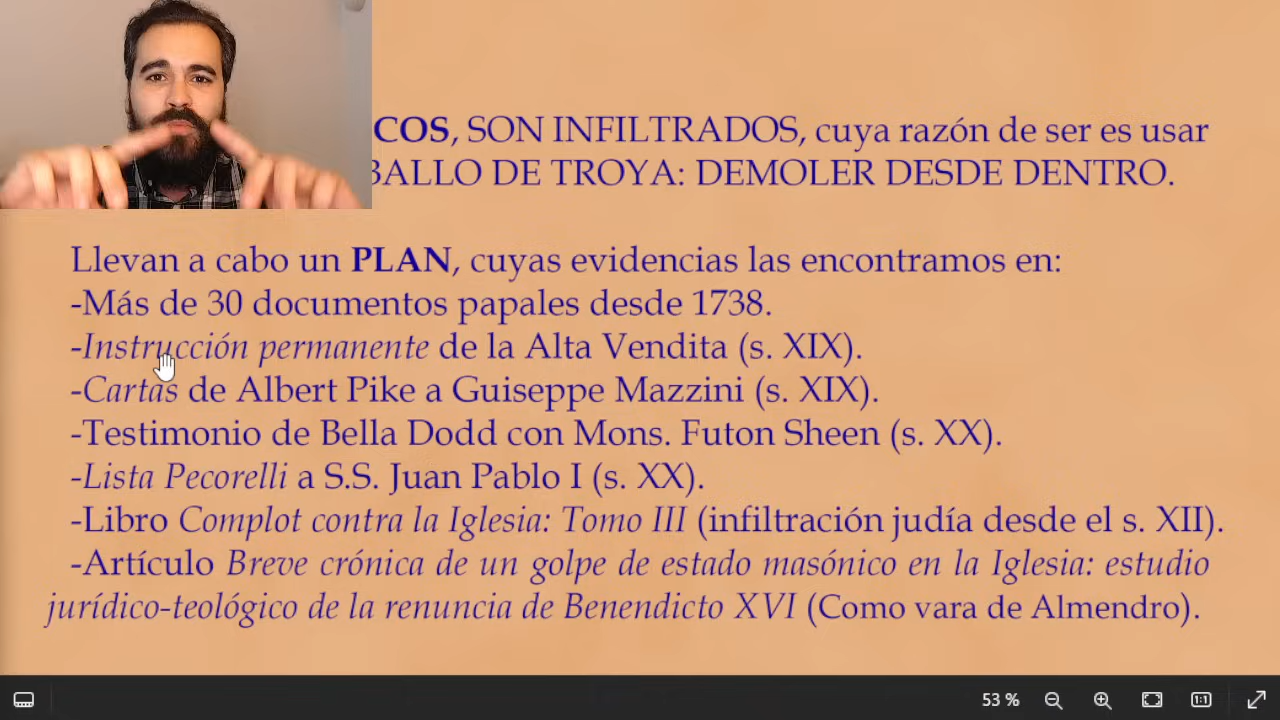 COS, SON INFILTRADOS, cuya razón de ser es usar
BALLO DE TROYA: DEMOLER DESDE DENTRO.
Llevan a cabo un PLAN, cuyas evidencias las encontramos en:
-Más de 30 documentos papales desde 1738.
-Instrucción permanente de la Alta Vendita (s. XIX).
-Cartas de Albert Pike a Guiseppe Mazzini (s. XIX).
-Testimonio de Bella Dodd con Mons. Futon Sheen (s. XX).
-Lista Pecorelli a S.S. Juan Pablo I (s. XX).
-Libro Complot contra la Iglesia: Tomo III (infiltración judía desde el s. XII).
-Artículo Breve crónica de un golpe de estado masónico en la Iglesia: estudio
jurídico-teológico de la renuncia de Benendicto XVI (Como vara de Almendro).
53 %
1:1